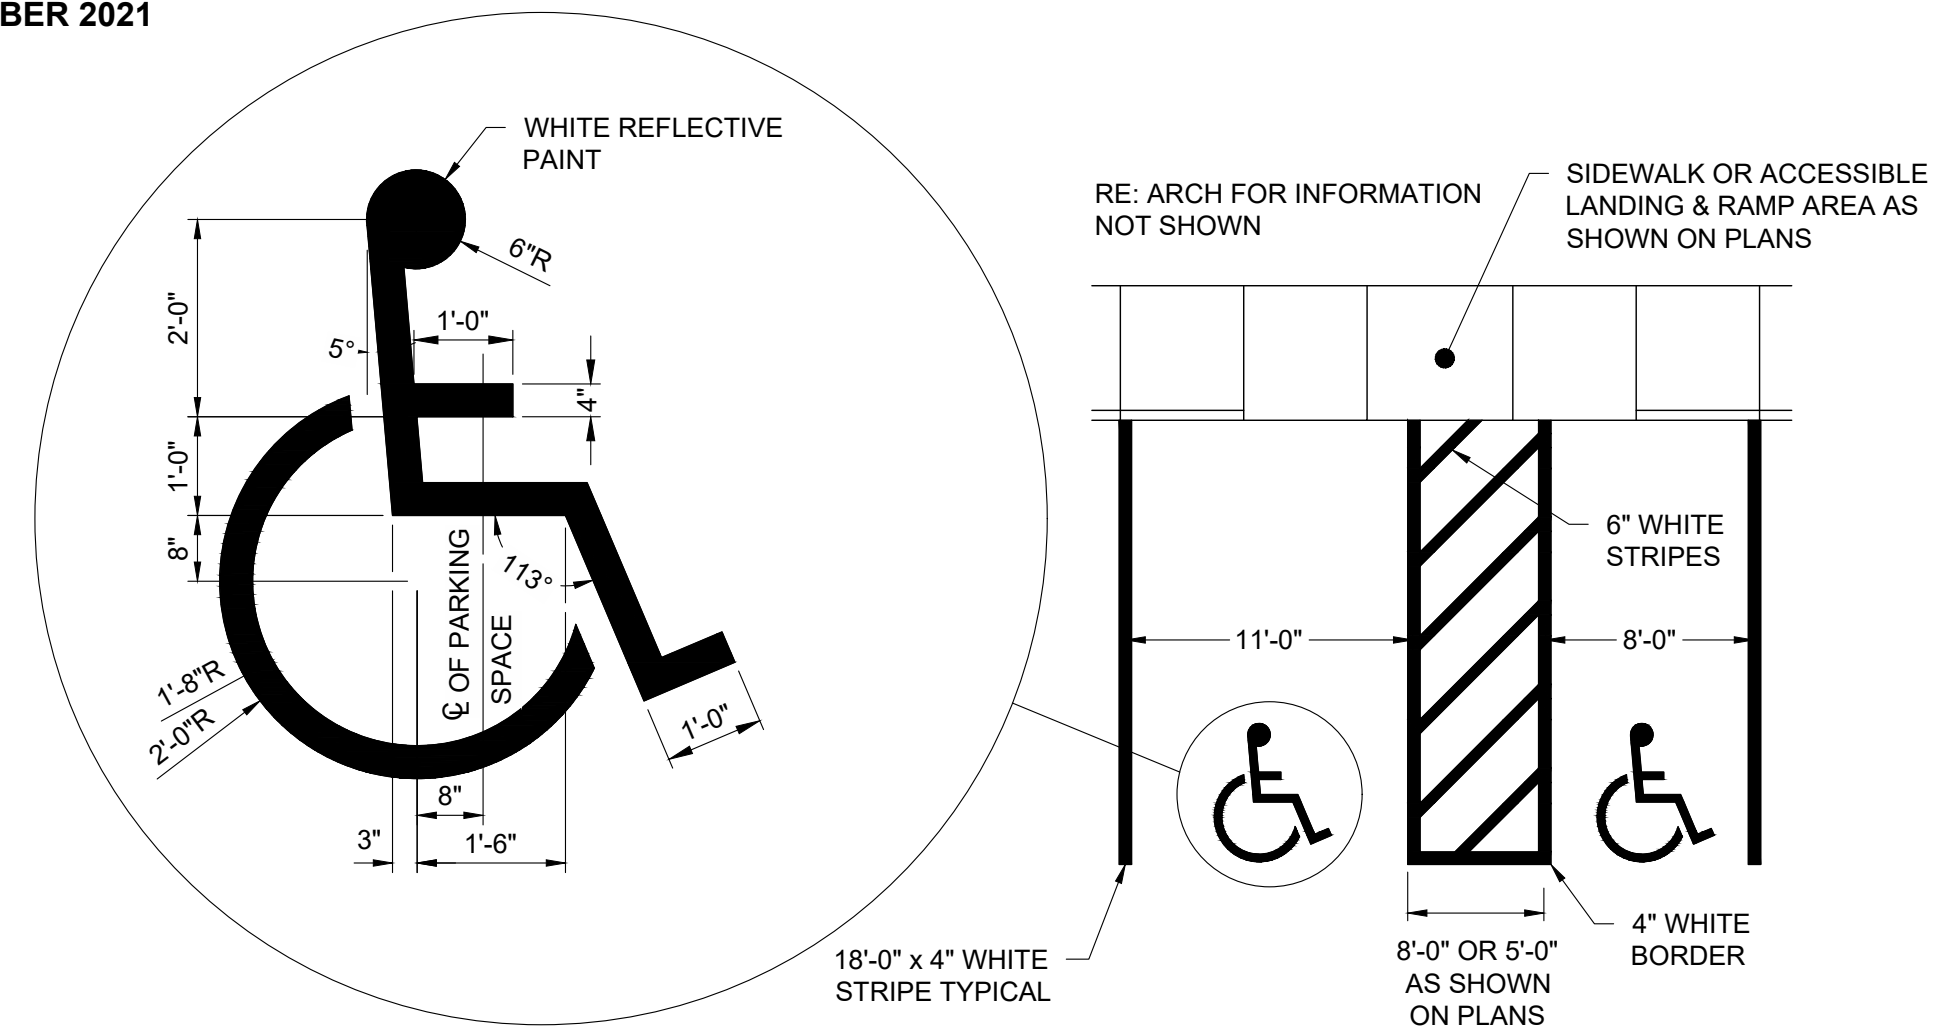 BER 2021
WHITE REFLECTIVE
PAINT
6"R
2'-0"
1'-0"
5°
4"
1'-0"
8"
113°
℄ OF PARKING
SPACE
1'-8"R
2'-0"R
1'-0"
8"
3"
1'-6"
RE: ARCH FOR INFORMATION
NOT SHOWN
SIDEWALK OR ACCESSIBLE
LANDING & RAMP AREA AS
SHOWN ON PLANS
6" WHITE
STRIPES
11'-0"
8'-0"
18'-0" x 4" WHITE
STRIPE TYPICAL
8'-0" OR 5'-0"
AS SHOWN
ON PLANS
4" WHITE
BORDER